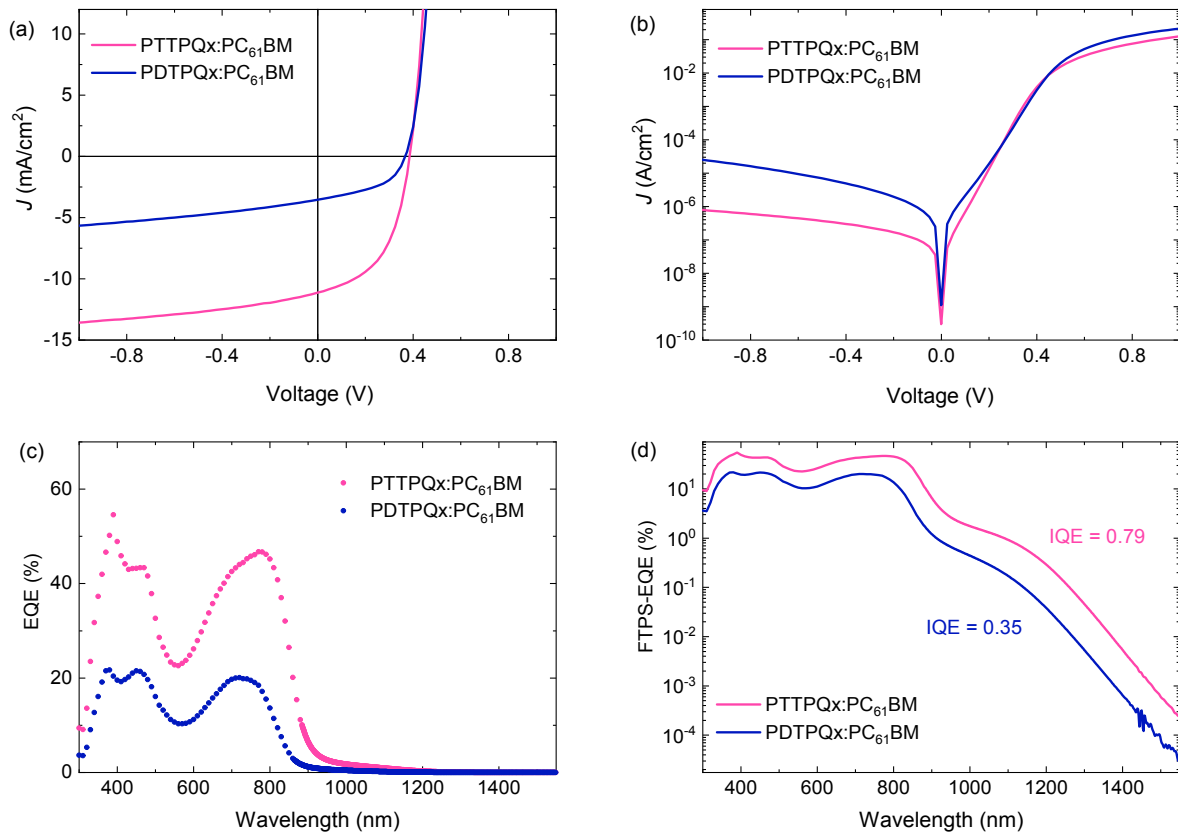 (a)
PTTPQx:PC₆₁BM
PDTPQx:PC₆₁BM
10
5
0
-5
-10
-15
J (mA/cm²)
-0.8
-0.4
0.0
0.4
0.8
Voltage (V)
(b)
PTTPQx:PC₆₁BM
PDTPQx:PC₆₁BM
10⁻²
10⁻⁴
10⁻⁶
10⁻⁸
10⁻¹⁰
J (A/cm²)
-0.8
-0.4
0.0
0.4
0.8
Voltage (V)
(c)
PTTPQx:PC₆₁BM
PDTPQx:PC₆₁BM
60
40
20
0
EQE (%)
400
600
800
1000
1200
1400
Wavelength (nm)
(d)
IQE = 0.79
IQE = 0.35
PTTPQx:PC₆₁BM
PDTPQx:PC₆₁BM
10¹
10⁰
10⁻¹
10⁻²
10⁻³
10⁻⁴
FTPS-EQE (%)
400
600
800
1000
1200
1400
Wavelength (nm)